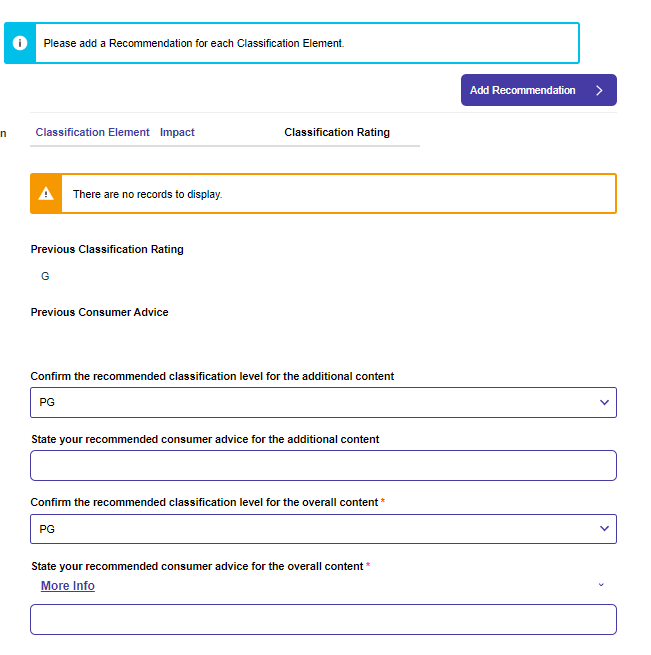 Please add a Recommendation for each Classification Element.
Add Recommendation
n Classification Element Impact Classification Rating
There are no records to display.
Previous Classification Rating
G
Previous Consumer Advice
Confirm the recommended classification level for the additional content
PG
State your recommended consumer advice for the additional content
Confirm the recommended classification level for the overall content *
PG
State your recommended consumer advice for the overall content *
More Info